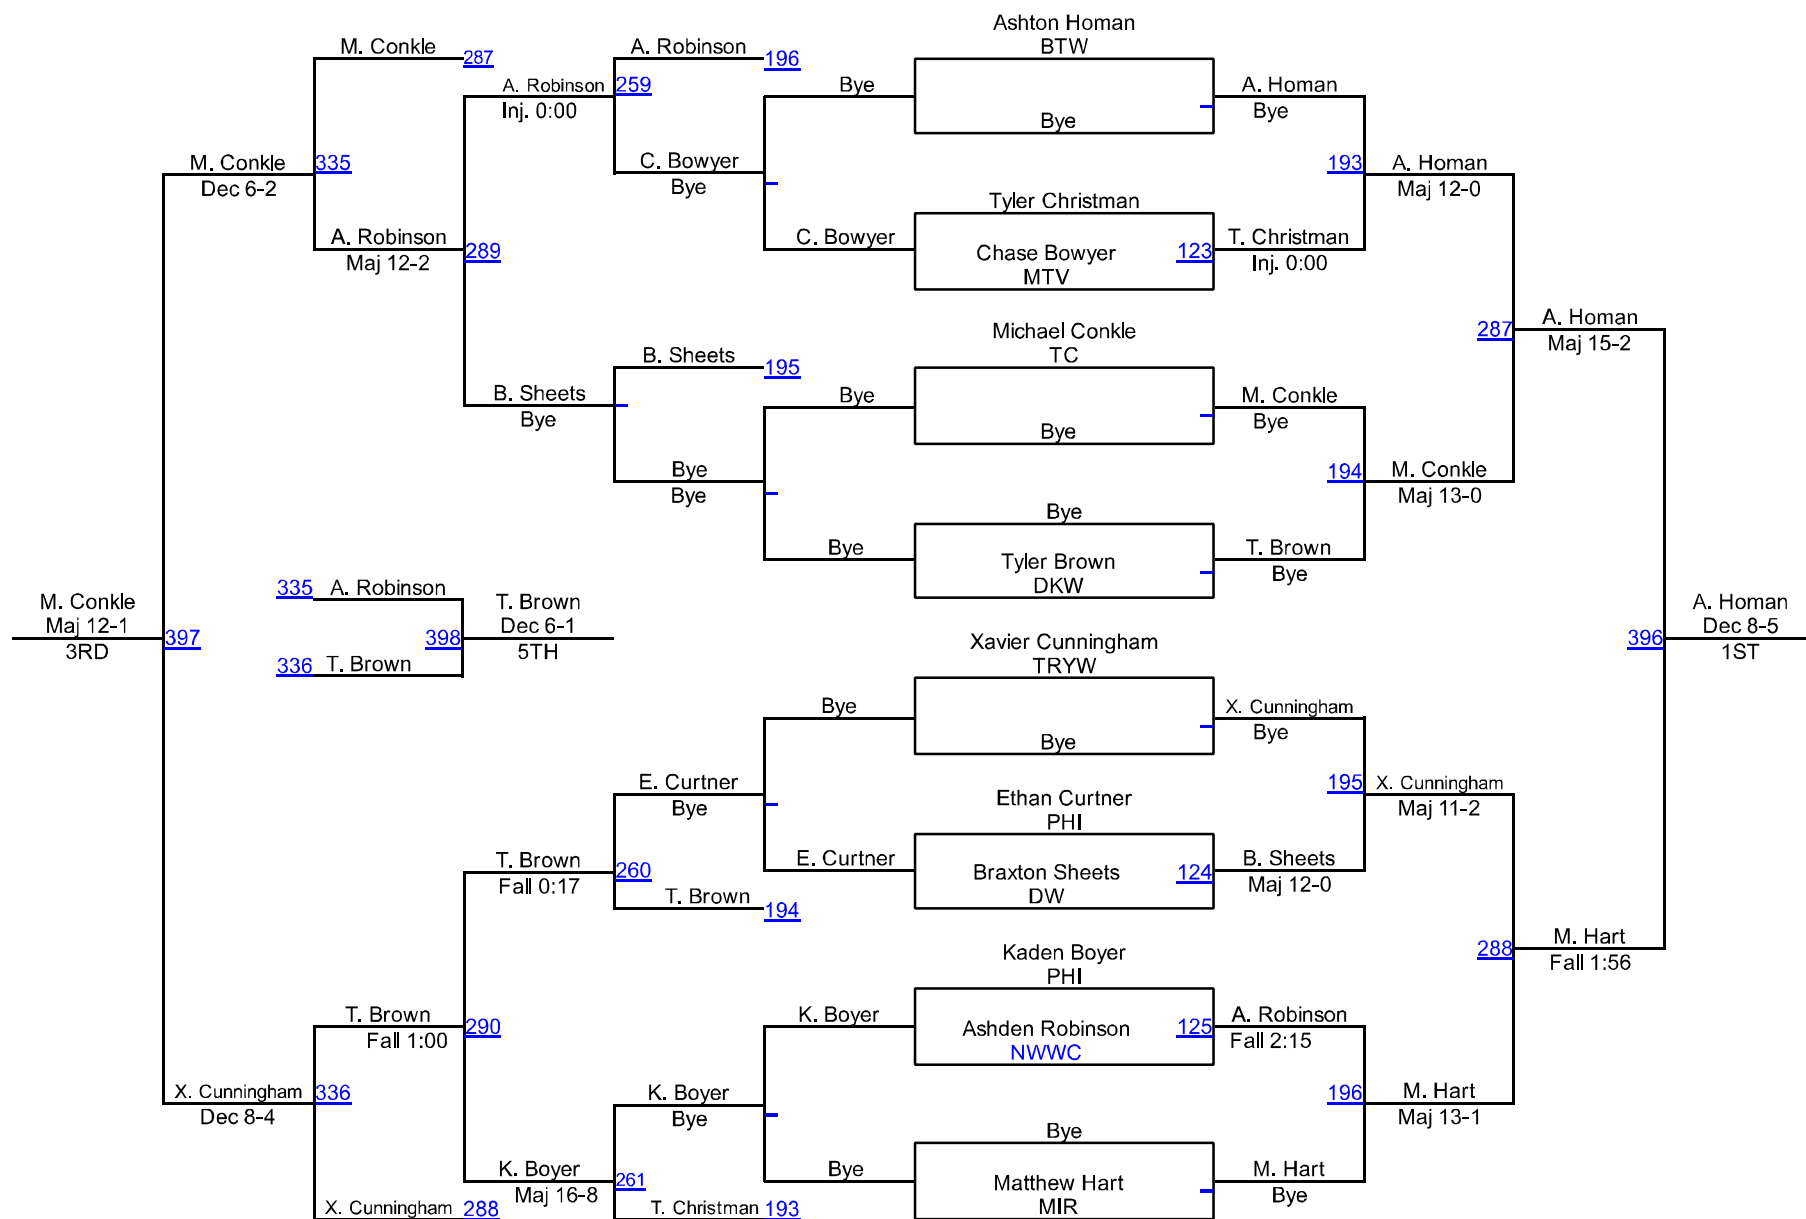 Ashton Homan
BTW
M. Conkle
287
A. Robinson
196
A. Robinson
259
Inj. 0:00
Bye
Bye
A. Homan
Bye
M. Conkle
335
Dec 6-2
C. Bowyer
Bye
193
A. Homan
Maj 12-0
Tyler Christman
A. Robinson
289
Maj 12-2
C. Bowyer
Chase Bowyer
MTV
123
T. Christman
Inj. 0:00
Michael Conkle
TC
287
A. Homan
Maj 15-2
B. Sheets
195
B. Sheets
Bye
Bye
Bye
M. Conkle
Bye
Bye
Bye
194
M. Conkle
Maj 13-0
Bye
Bye
Tyler Brown
DKW
T. Brown
Bye
335
A. Robinson
M. Conkle
Maj 12-1
3RD
397
398
T. Brown
Dec 6-1
5TH
336
T. Brown
396
A. Homan
Dec 8-5
1ST
Xavier Cunningham
TRYW
Bye
Bye
X. Cunningham
Bye
E. Curtner
Bye
195
X. Cunningham
Maj 11-2
Ethan Curtner
PHI
T. Brown
Fall 0:17
260
E. Curtner
Braxton Sheets
DW
124
B. Sheets
Maj 12-0
T. Brown
194
288
M. Hart
Fall 1:56
Kaden Boyer
PHI
T. Brown
Fall 1:00
290
K. Boyer
Ashden Robinson
NWWC
125
A. Robinson
Fall 2:15
X. Cunningham
336
Dec 8-4
K. Boyer
Bye
196
M. Hart
Maj 13-1
Bye
K. Boyer
Maj 16-8
261
Bye
Matthew Hart
MIR
M. Hart
Bye
X. Cunningham
288
T. Christman
193